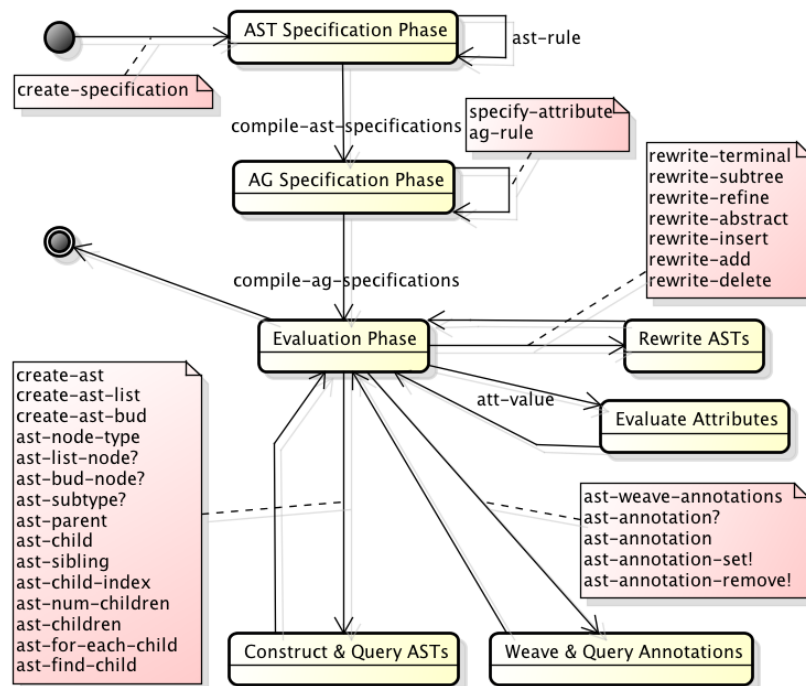 AST Specification Phase
ast-rule
create-specification
compile-ast-specifications
specify-attribute
ag-rule
AG Specification Phase
rewrite-terminal
rewrite-subtree
rewrite-refine
rewrite-abstract
rewrite-insert
rewrite-add
rewrite-delete
compile-ag-specifications
Evaluation Phase
Rewrite ASTs
att-value
Evaluate Attributes
create-ast
create-ast-list
create-ast-bud
ast-node-type
ast-list-node?
ast-bud-node?
ast-subtype?
ast-parent
ast-child
ast-sibling
ast-child-index
ast-num-children
ast-children
ast-for-each-child
ast-find-child
ast-weave-annotations
ast-annotation?
ast-annotation
ast-annotation-set!
ast-annotation-remove!
Construct & Query ASTs
Weave & Query Annotations